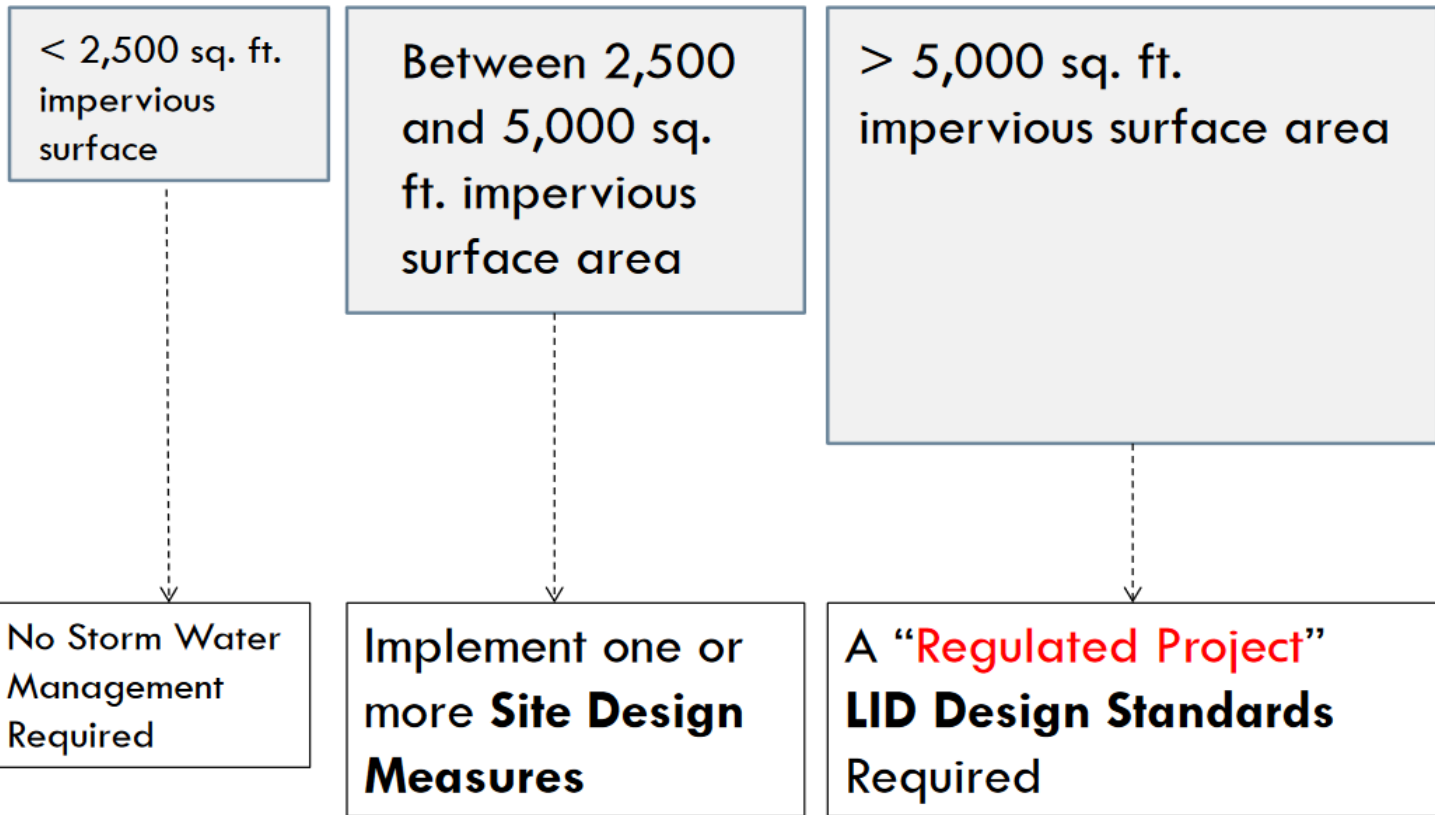 < 2,500 sq. ft.
impervious
surface
Between 2,500
and 5,000 sq.
ft. impervious
surface area
> 5,000 sq. ft.
impervious surface area
No Storm Water
Management
Required
Implement one or
more Site Design
Measures
A “Regulated Project”
LID Design Standards
Required